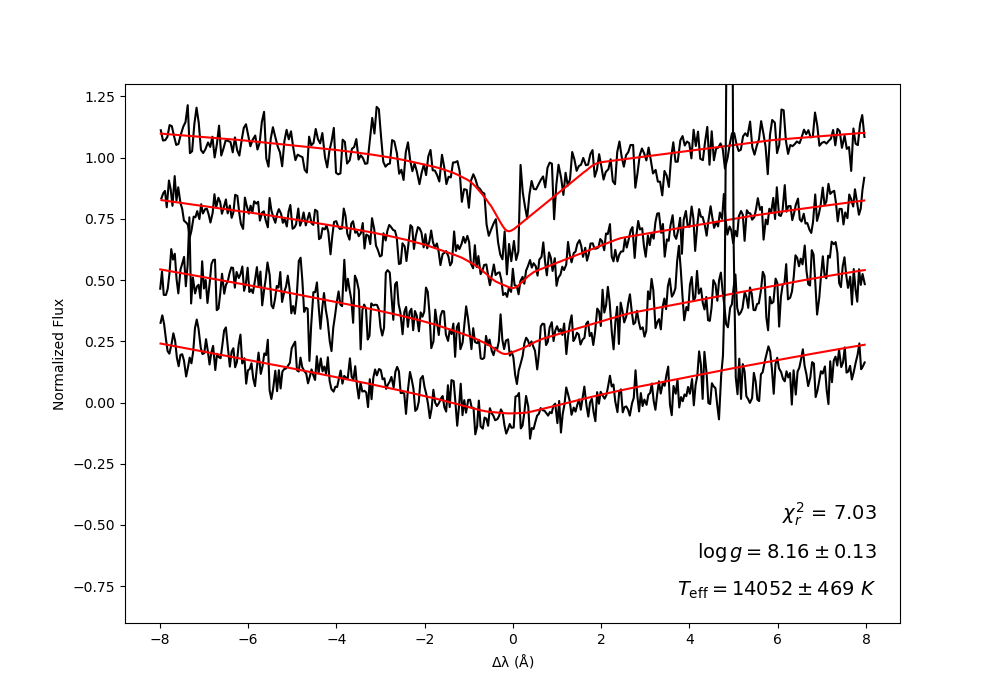 1.25
1.00
0.75
0.50
0.25
0.00
−0.25
−0.50
−0.75
Normalized Flux
χ²ᵣ = 7.03
log g = 8.16 ± 0.13
T_eff = 14052 ± 469 K
−8 −6 −4 −2 0 2 4 6 8
Δλ (Å)